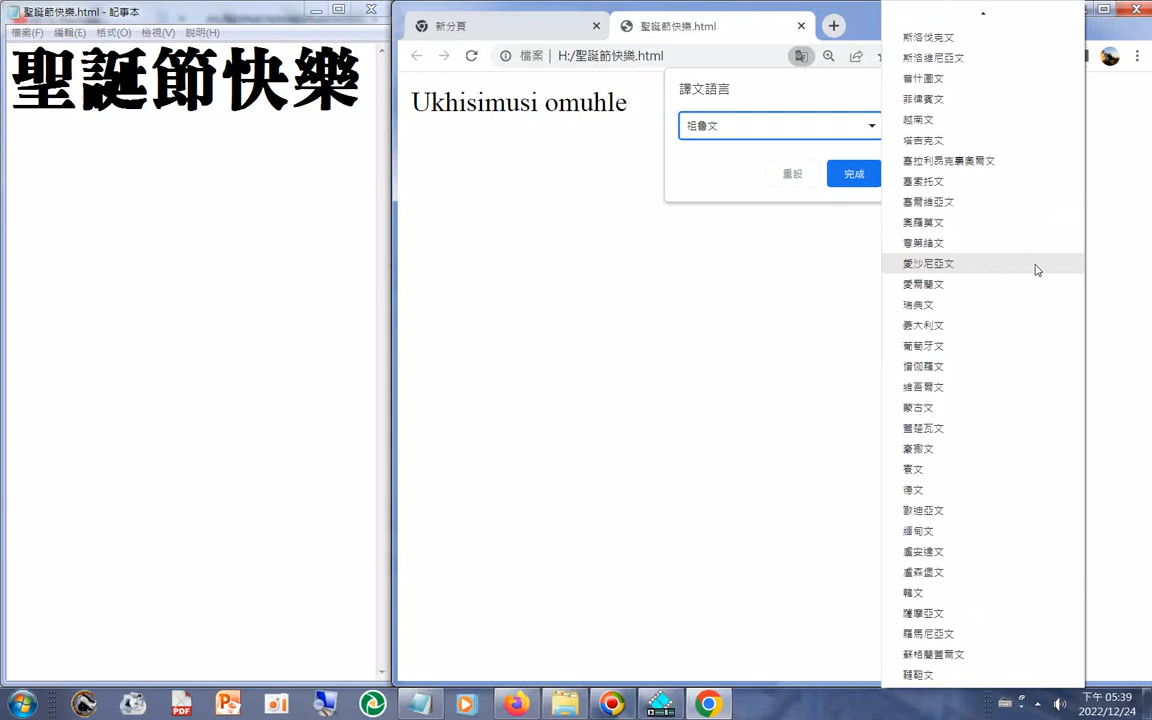 聖誕節快樂.html - 記事本
檔案(F) 編輯(E) 格式(O) 檢視(V) 說明(H)
聖誕節快樂
新分頁
聖誕節快樂.html
檔案 H:/聖誕節快樂.html
Ukhisimusi omuhle
譯文語言
祖魯文
重設 完成
斯洛伐克文
斯洛維尼亞文
普什圖文
菲律賓文
越南文
塔吉克文
塞拉利昂克裏奧爾文
塞索托文
塞爾維亞文
奧羅莫文
意第緒文
愛沙尼亞文
愛爾蘭文
瑞典文
義大利文
葡萄牙文
僧伽羅文
維吾爾文
蒙古文
蓋楚瓦文
豪撒文
寮文
德文
歐迪亞文
緬甸文
盧安達文
盧森堡文
韓文
薩摩亞文
羅馬尼亞文
蘇格蘭蓋爾文
韃靼文
下午 05:39
2022/12/24